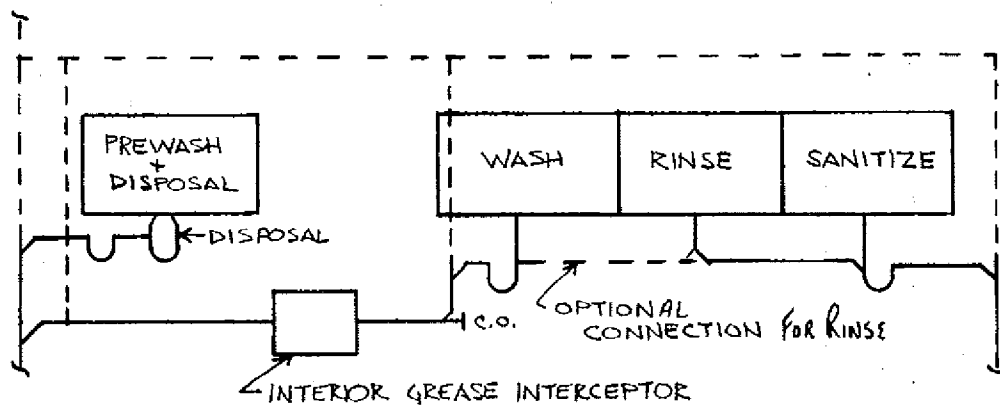 PREWASH
+
DISPOSAL
WASH
RINSE
SANITIZE
DISPOSAL
C.O.
OPTIONAL
CONNECTION FOR RINSE
INTERIOR GREASE INTERCEPTOR